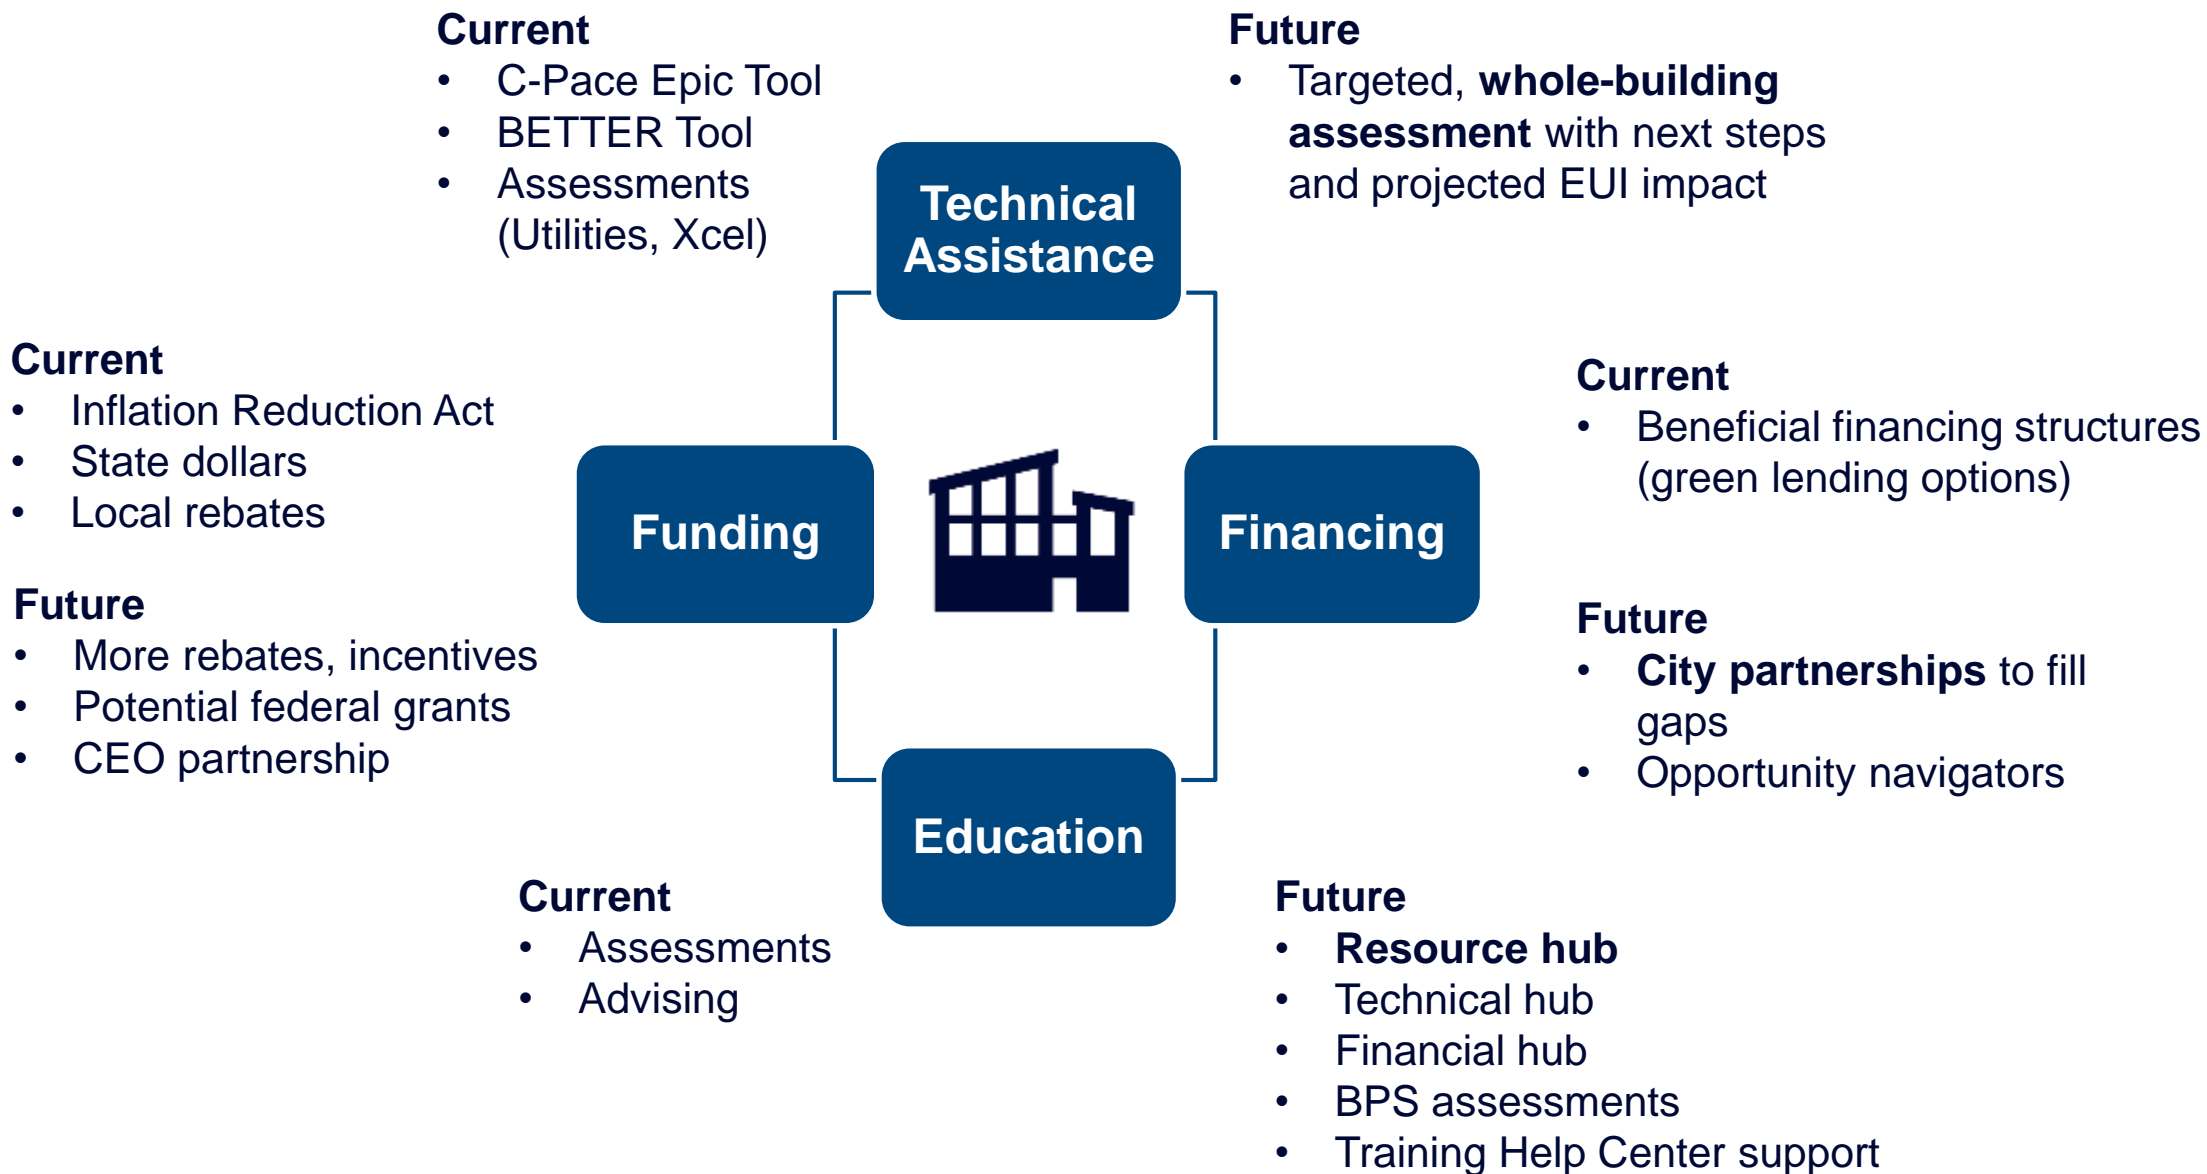 Current
• C-Pace Epic Tool
• BETTER Tool
• Assessments
(Utilities, Xcel)
Future
• Targeted, whole-building
assessment with next steps
and projected EUI impact
Technical
Assistance
Current
• Inflation Reduction Act
• State dollars
• Local rebates
Future
• More rebates, incentives
• Potential federal grants
• CEO partnership
Funding
Financing
Current
• Beneficial financing structures
(green lending options)
Future
• City partnerships to fill
gaps
• Opportunity navigators
Education
Current
• Assessments
• Advising
Future
• Resource hub
• Technical hub
• Financial hub
• BPS assessments
• Training Help Center support